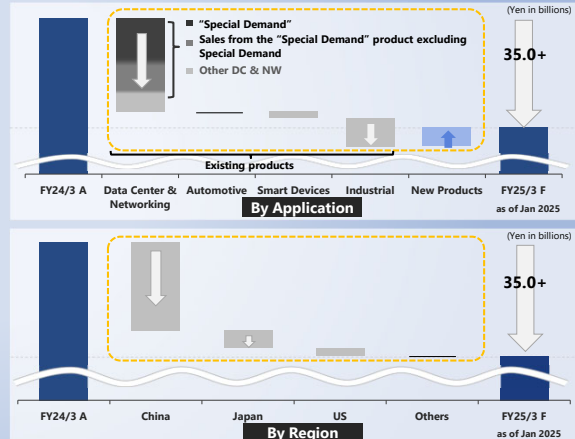 (Yen in billions)
"Special Demand"
Sales from the "Special Demand" product excluding
Special Demand
Other DC & NW
35.0+
Existing products
FY24/3 A
Data Center &
Networking
Automotive
Smart Devices
Industrial
New Products
FY25/3 F
as of Jan 2025
By Application
(Yen in billions)
35.0+
FY24/3 A
China
Japan
US
Others
FY25/3 F
as of Jan 2025
By Region